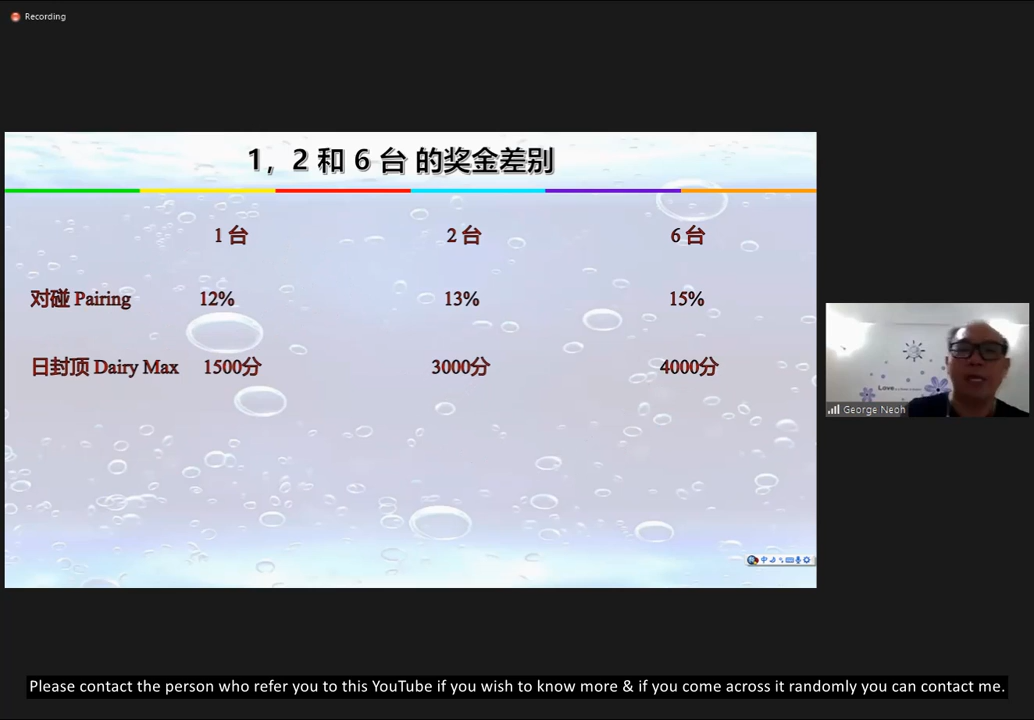 Recording
1，2 和 6 台 的奖金差别
1 台 2 台 6 台
对碰 Pairing 12% 13% 15%
日封顶 Dairy Max 1500分 3000分 4000分
Love
George Neoh
中
Please contact the person who refer you to this YouTube if you wish to know more & if you come across it randomly you can contact me.